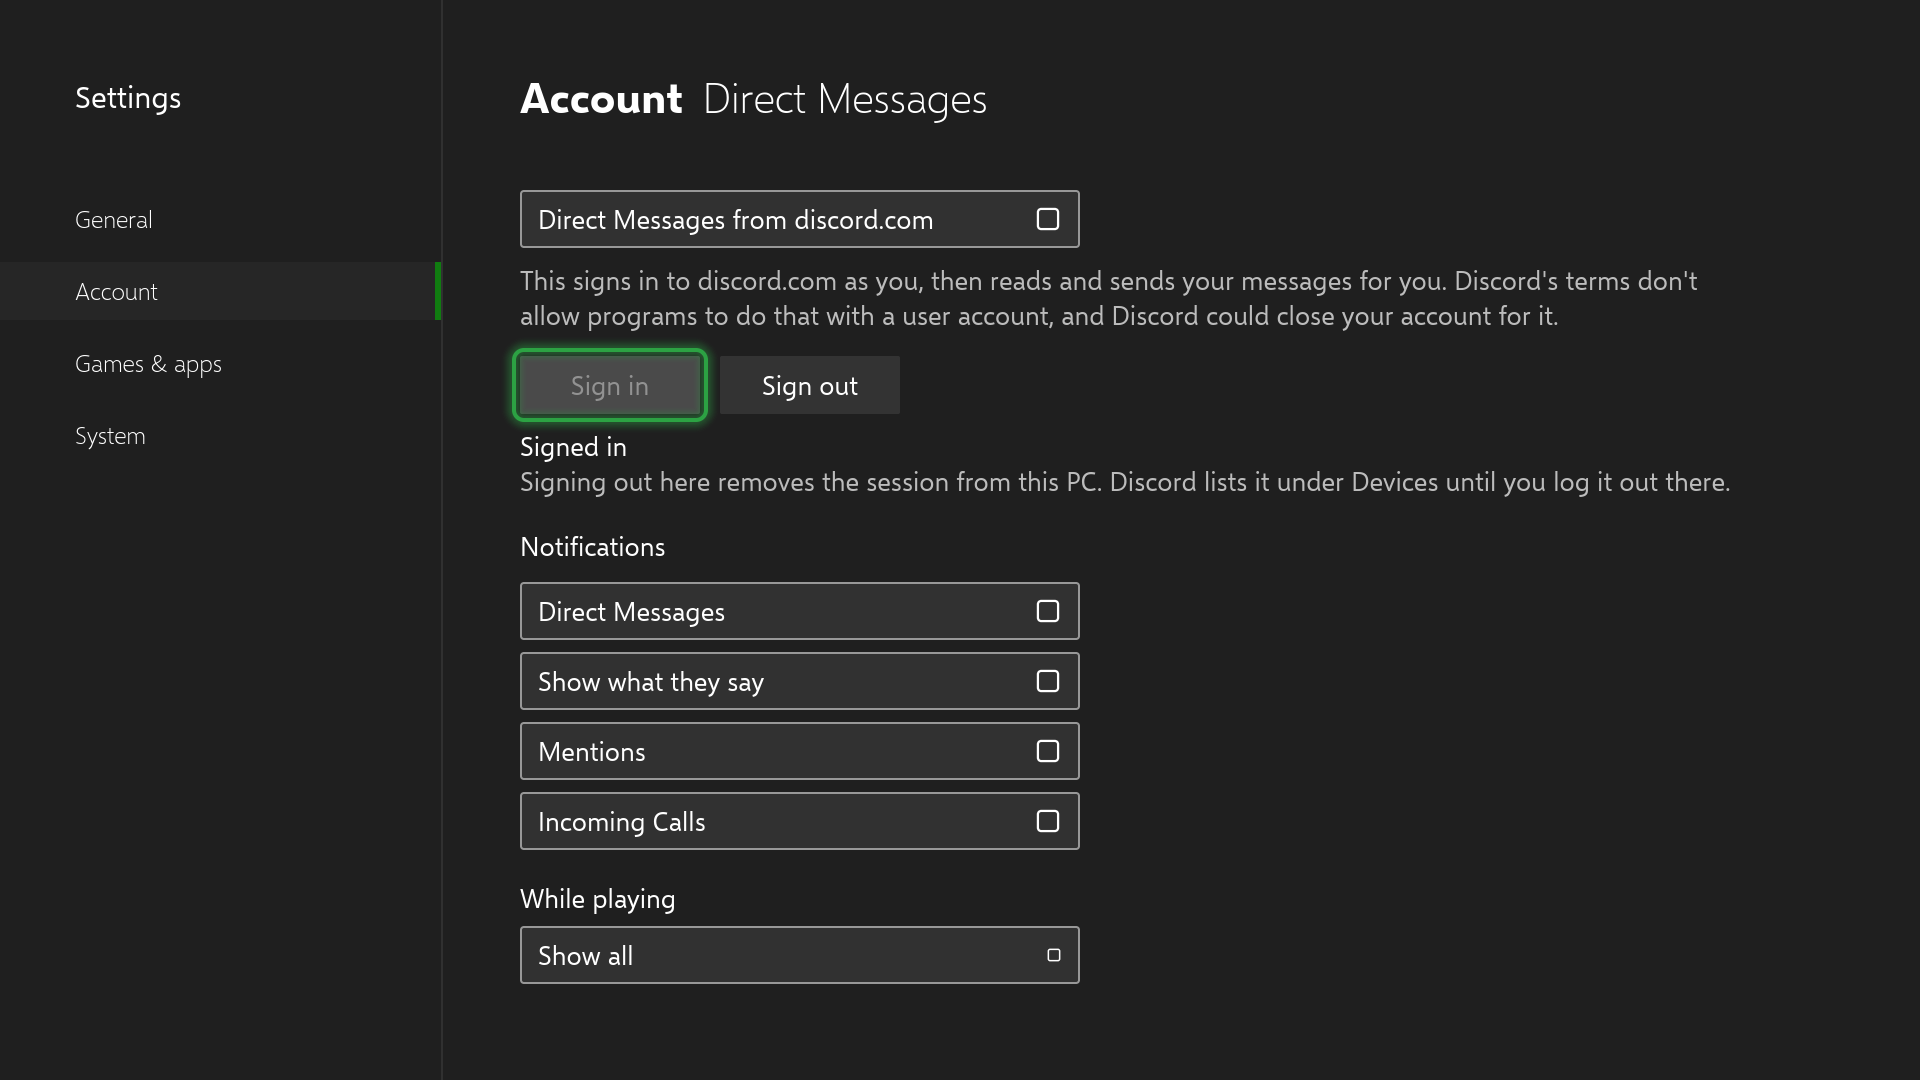 Settings
General
Account
Games & apps
System
Account Direct Messages
Direct Messages from discord.com
This signs in to discord.com as you, then reads and sends your messages for you. Discord's terms don't
allow programs to do that with a user account, and Discord could close your account for it.
Sign in
Sign out
Signed in
Signing out here removes the session from this PC. Discord lists it under Devices until you log it out there.
Notifications
Direct Messages
Show what they say
Mentions
Incoming Calls
While playing
Show all